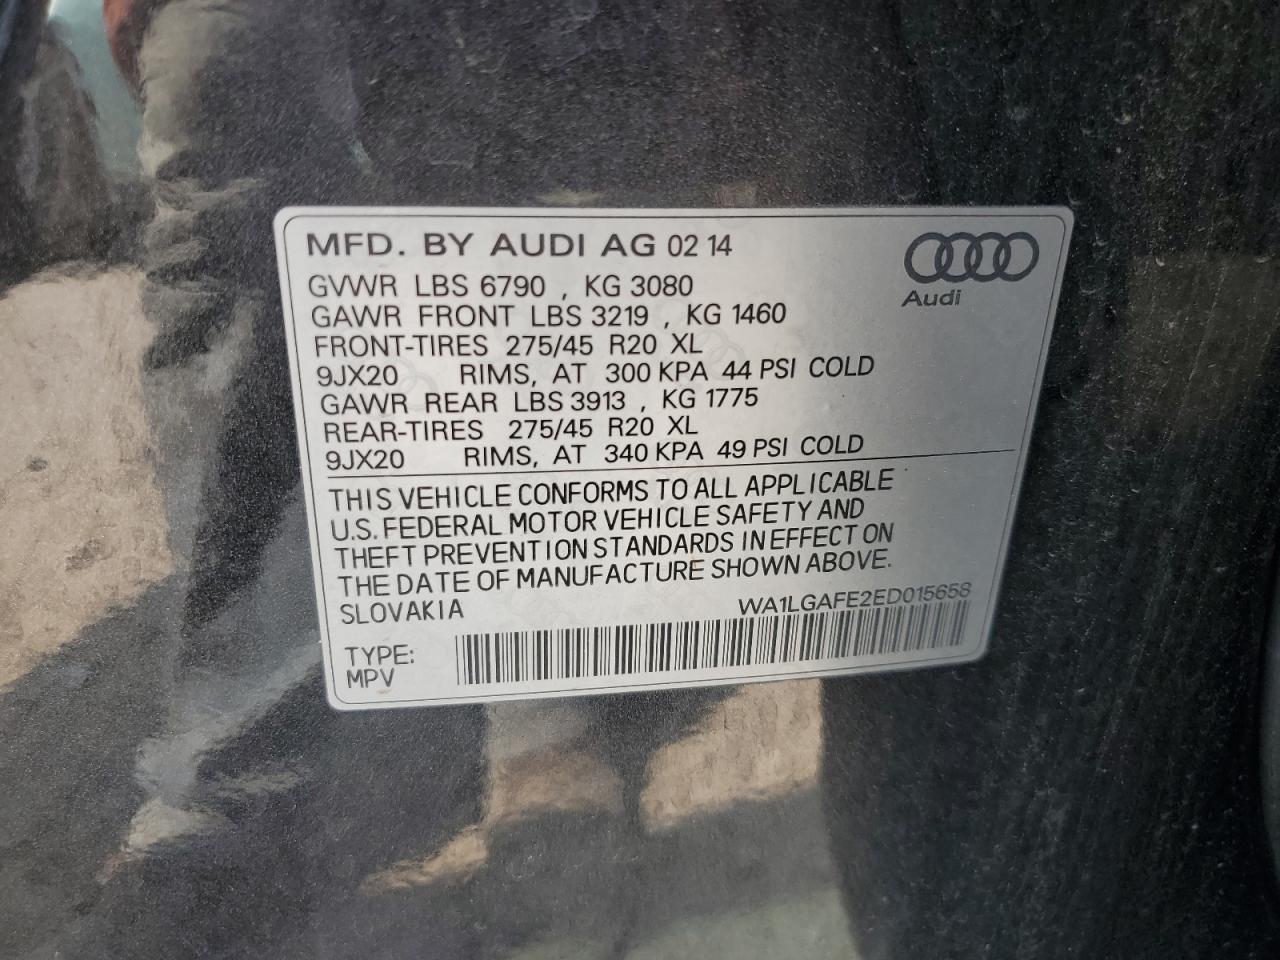 MFD. BY AUDI AG 02 14
Audi
GVWR LBS 6790 , KG 3080
GAWR FRONT LBS 3219 , KG 1460
FRONT-TIRES 275/45 R20 XL
9JX20 RIMS, AT 300 KPA 44 PSI COLD
GAWR REAR LBS 3913 , KG 1775
REAR-TIRES 275/45 R20 XL
9JX20 RIMS, AT 340 KPA 49 PSI COLD
THIS VEHICLE CONFORMS TO ALL APPLICABLE
U.S. FEDERAL MOTOR VEHICLE SAFETY AND
THEFT PREVENTION STANDARDS IN EFFECT ON
THE DATE OF MANUFACTURE SHOWN ABOVE.
SLOVAKIA WA1LGAFE2ED015658
TYPE:
MPV